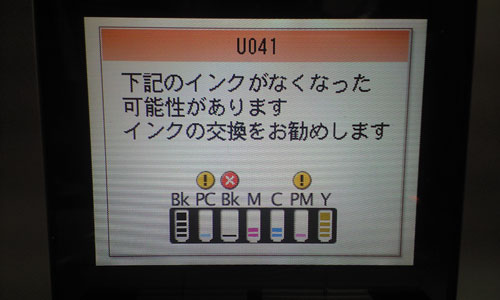 U041
下記のインクがなくなった
可能性があります
インクの交換をお勧めします
Bk PC Bk M C PM Y